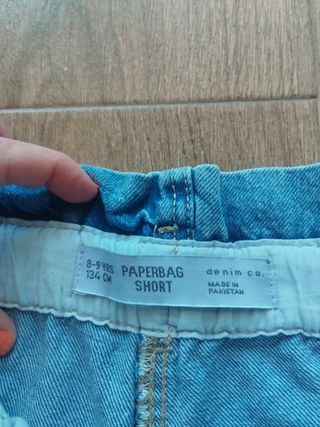 8-9 YRS
134 CM
PAPERBAG
SHORT
denim co.
MADE IN
PAKISTAN